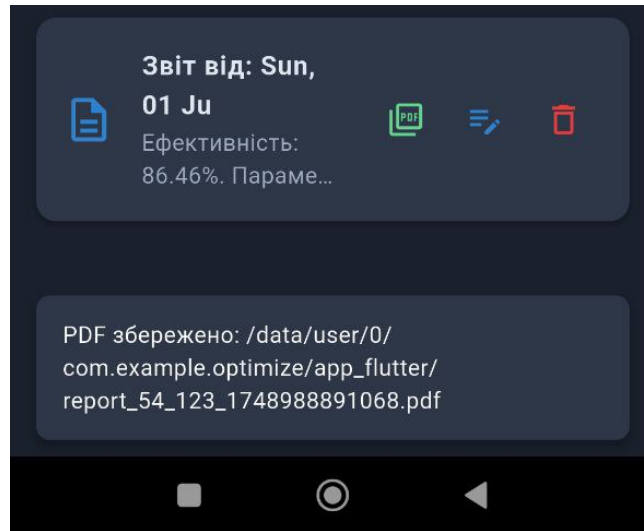 Звіт від: Sun,
01 Ju
Ефективність:
86.46%. Параме...
PDF
PDF збережено: /data/user/0/
com.example.optimize/app_flutter/
report_54_123_1748988891068.pdf